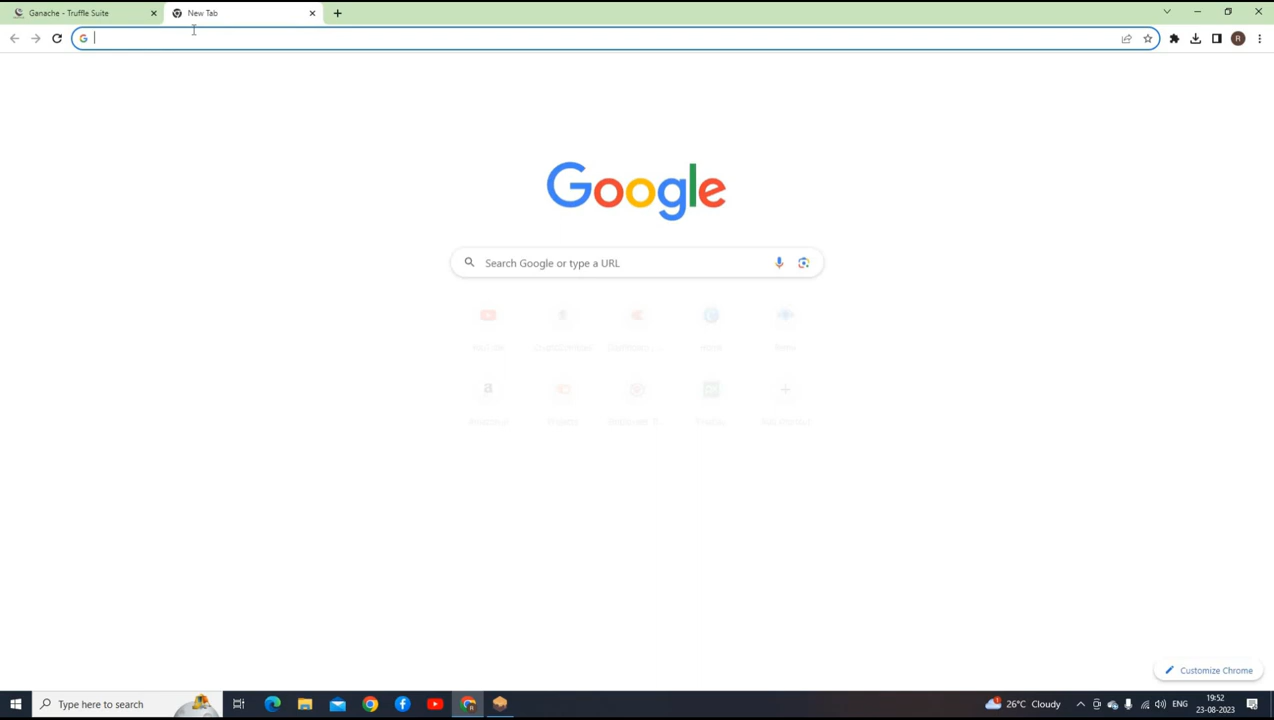 Ganache - Truffle Suite
New Tab
Google
Search Google or type a URL
Home
Customize Chrome
Type here to search
26°C Cloudy
ENG
19:52
23-08-2023